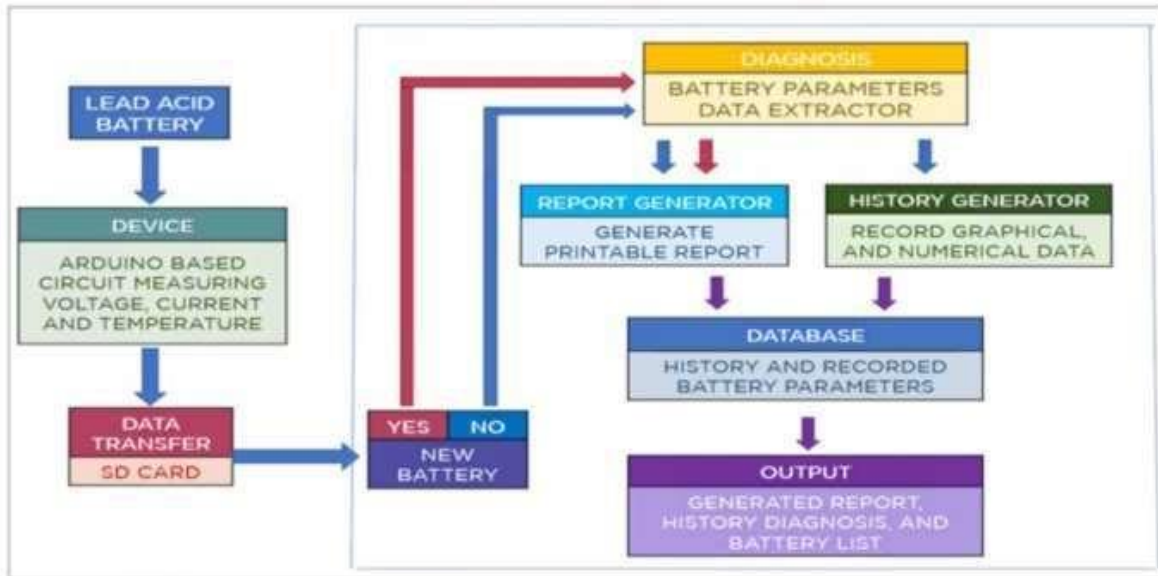 LEAD ACID
BATTERY
DEVICE
ARDUINO BASED
CIRCUIT MEASURING
VOLTAGE, CURRENT
AND TEMPERATURE
DATA
TRANSFER
SD CARD
YES NO
NEW
BATTERY
DIAGNOSIS
BATTERY PARAMETERS
DATA EXTRACTOR
REPORT GENERATOR
GENERATE
PRINTABLE REPORT
HISTORY GENERATOR
RECORD GRAPHICAL,
AND NUMERICAL DATA
DATABASE
HISTORY AND RECORDED
BATTERY PARAMETERS
OUTPUT
GENERATED REPORT,
HISTORY DIAGNOSIS, AND
BATTERY LIST